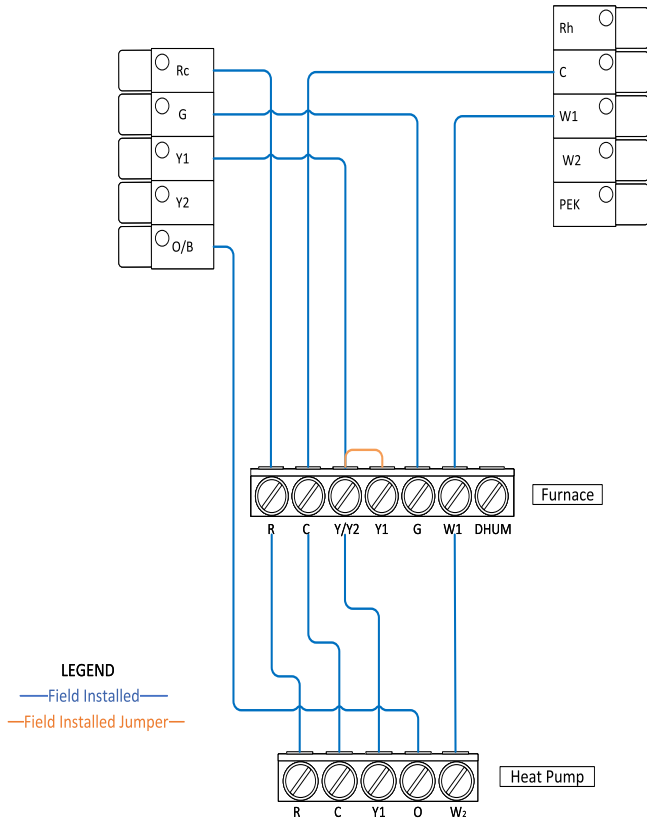 Rc
G
Y1
Y2
O/B
Rh
C
W1
W2
PEK
Furnace
R C Y/Y2 Y1 G W1 DHUM
LEGEND
Field Installed
Field Installed Jumper
Heat Pump
R C Y1 O W₂